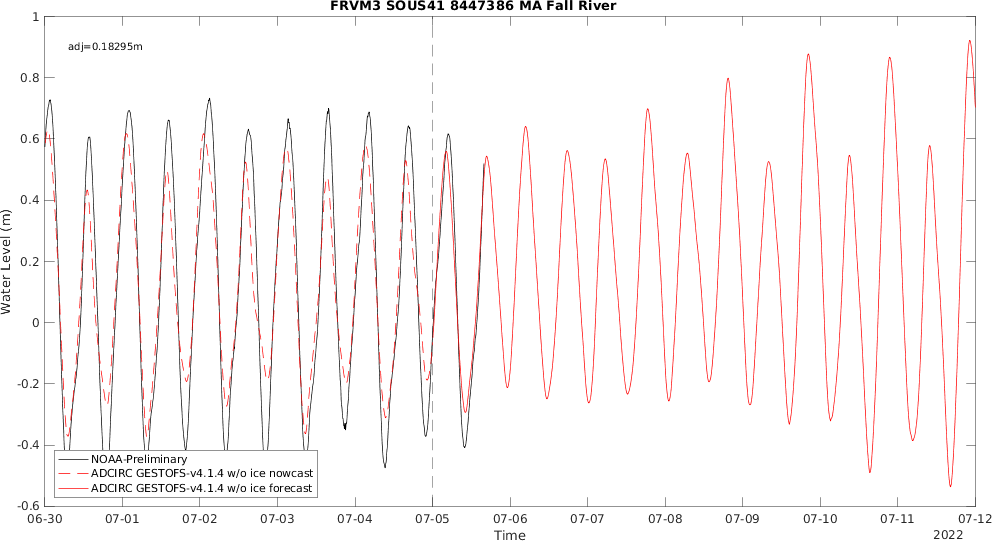 FRVM3 SOUS41 8447386 MA Fall River
adj=0.18295m
1
0.8
0.6
0.4
0.2
0
-0.2
-0.4
-0.6
Water Level (m)
NOAA-Preliminary
ADCIRC GESTOFS-v4.1.4 w/o ice nowcast
ADCIRC GESTOFS-v4.1.4 w/o ice forecast
06-30 07-01 07-02 07-03 07-04 07-05 07-06 07-07 07-08 07-09 07-10 07-11 07-12
Time
2022